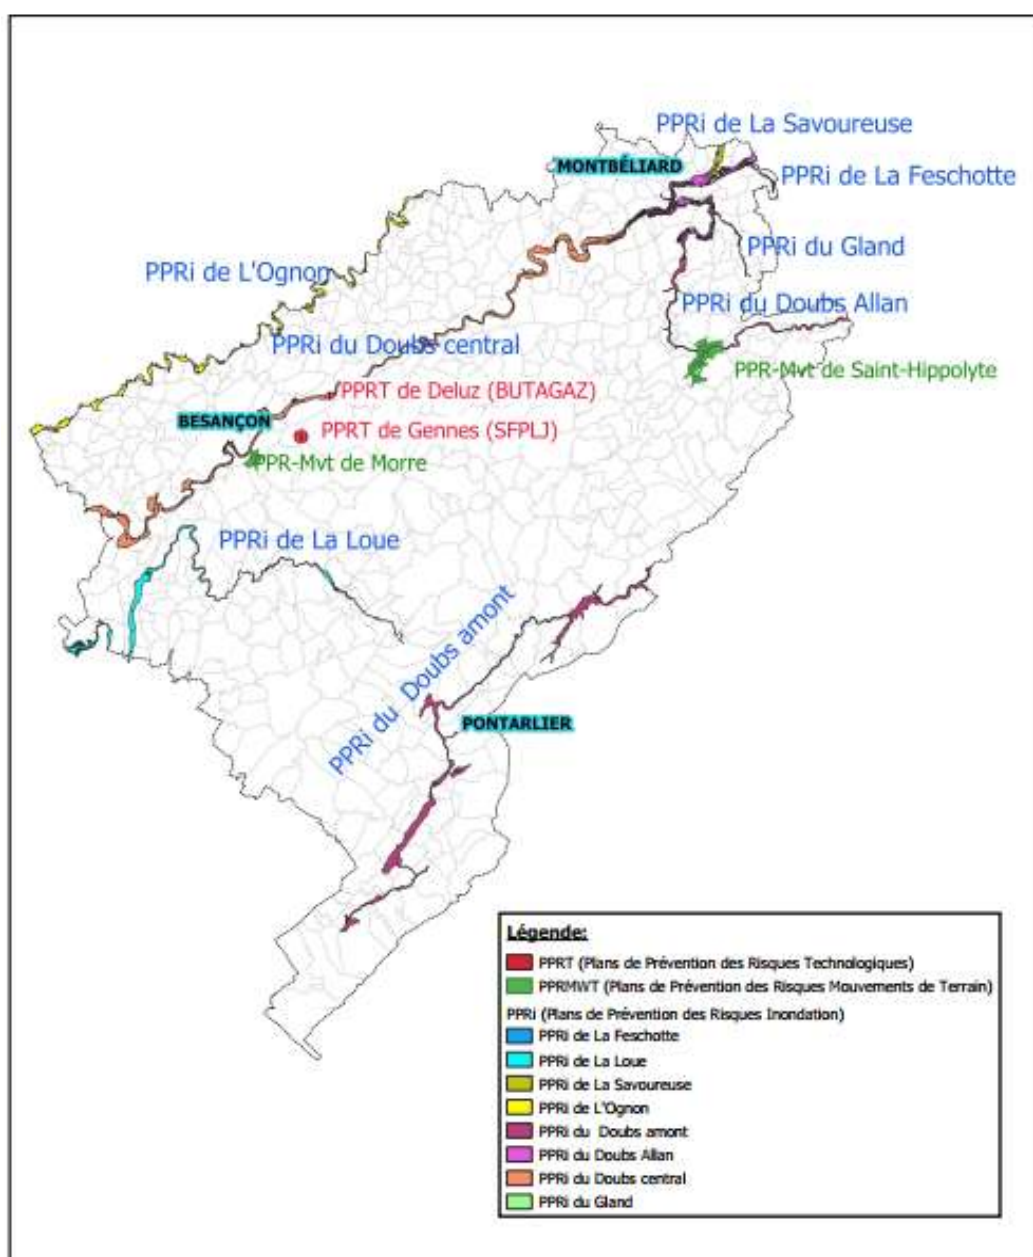 PPRi de La Savoureuse
MONTBÉLIARD
PPRi de La Feschotte
PPRi du Gland
PPRi de L'Ognon
PPRi du Doubs Allan
PPRi du Doubs central
PPR-Mvt de Saint-Hippolyte
PPRT de Deluz (BUTAGAZ)
BESANÇON
PPRT de Gennes (SFPLJ)
PPR-Mvt de Morre
PPRi de La Loue
PPRi du Doubs amont
PONTARLIER
Légende:
PPRT (Plans de Prévention des Risques Technologiques)
PPRMWT (Plans de Prévention des Risques Mouvements de Terrain)
PPRi (Plans de Prévention des Risques Inondation)
PPRi de La Feschotte
PPRi de La Loue
PPRi de La Savoureuse
PPRi de L'Ognon
PPRi du Doubs amont
PPRi du Doubs Allan
PPRi du Doubs central
PPRi du Gland